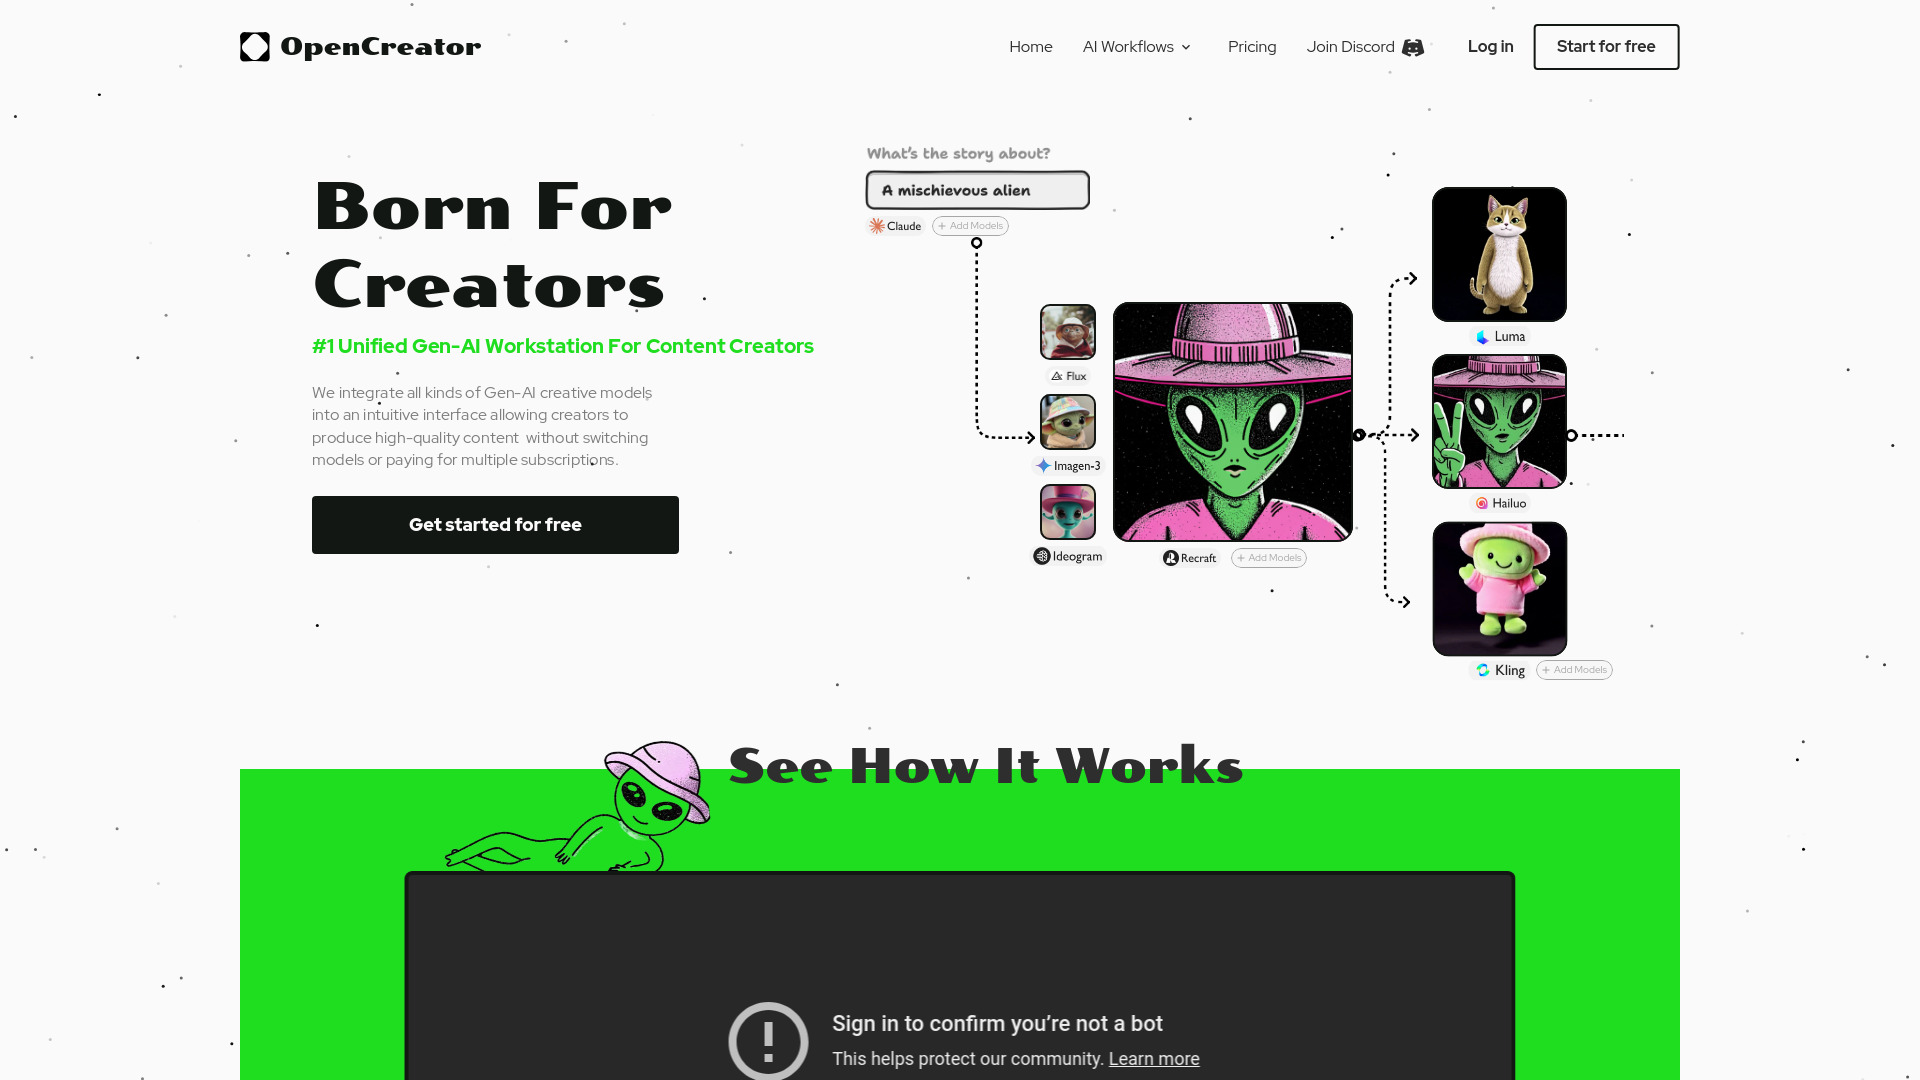 OpenCreator
Home
AI Workflows
Pricing
Join Discord
Log in
Start for free
Born For
Creators
#1 Unified Gen-AI Workstation For Content Creators
We integrate all kinds of Gen-AI creative models
into an intuitive interface allowing creators to
produce high-quality content without switching
models or paying for multiple subscriptions.
Get started for free
What's the story about?
A mischievous alien
Claude
+ Add Models
Flux
Imagen-3
Ideogram
Recraft
+ Add Models
Luma
Hailuo
Kling
+ Add Models
See How It Works
Sign in to confirm you're not a bot
This helps protect our community. Learn more